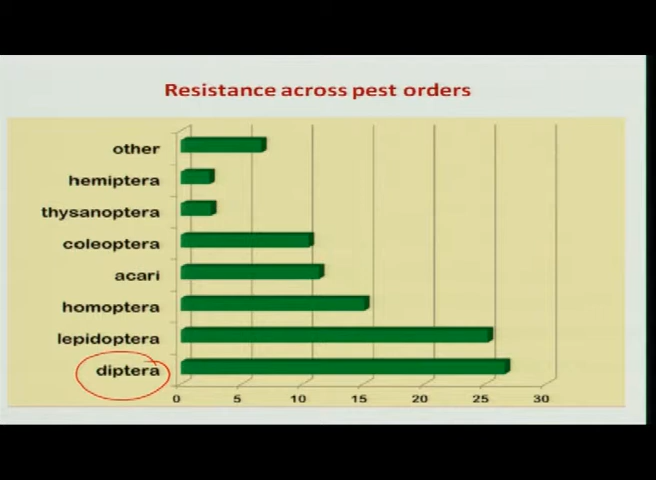 Resistance across pest orders
other
hemiptera
thysanoptera
coleoptera
acari
homoptera
lepidoptera
diptera
0 5 10 15 20 25 30